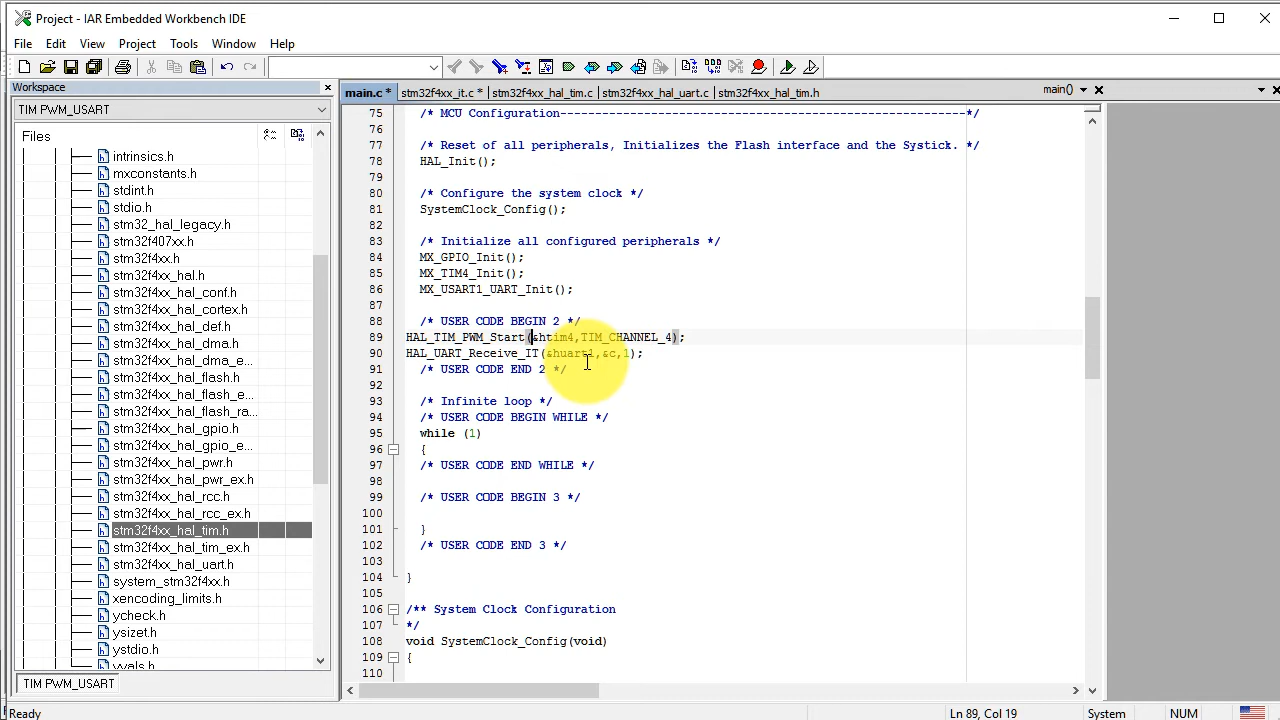 Project - IAR Embedded Workbench IDE
File Edit View Project Tools Window Help
Workspace
TIM PWM_USART
Files
intrinsics.h
mxconstants.h
stdint.h
stdio.h
stm32_hal_legacy.h
stm32f407xx.h
stm32f4xx.h
stm32f4xx_hal.h
stm32f4xx_hal_conf.h
stm32f4xx_hal_cortex.h
stm32f4xx_hal_def.h
stm32f4xx_hal_dma.h
stm32f4xx_hal_dma_e...
stm32f4xx_hal_flash.h
stm32f4xx_hal_flash_e...
stm32f4xx_hal_flash_ra...
stm32f4xx_hal_gpio.h
stm32f4xx_hal_gpio_e...
stm32f4xx_hal_pwr.h
stm32f4xx_hal_pwr_ex.h
stm32f4xx_hal_rcc.h
stm32f4xx_hal_rcc_ex.h
stm32f4xx_hal_tim.h
stm32f4xx_hal_tim_ex.h
stm32f4xx_hal_uart.h
system_stm32f4xx.h
xencoding_limits.h
ycheck.h
ysizet.h
ystdio.h
yvals.h
TIM PWM_USART
main.c * stm32f4xx_it.c * stm32f4xx_hal_tim.c stm32f4xx_hal_uart.c stm32f4xx_hal_tim.h main()
75 /* MCU Configuration----------------------------------------------------------*/
76
77 /* Reset of all peripherals, Initializes the Flash interface and the Systick. */
78 HAL_Init();
79
80 /* Configure the system clock */
81 SystemClock_Config();
82
83 /* Initialize all configured peripherals */
84 MX_GPIO_Init();
85 MX_TIM4_Init();
86 MX_USART1_UART_Init();
87
88 /* USER CODE BEGIN 2 */
89 HAL_TIM_PWM_Start(&htim4,TIM_CHANNEL_4);
90 HAL_UART_Receive_IT(&huart1,&c,1);
91 /* USER CODE END 2 */
92
93 /* Infinite loop */
94 /* USER CODE BEGIN WHILE */
95 while (1)
96 {
97 /* USER CODE END WHILE */
98
99 /* USER CODE BEGIN 3 */
100
101 }
102 /* USER CODE END 3 */
103
104 }
105
106 /** System Clock Configuration
107 */
108 void SystemClock_Config(void)
109 {
110
Ready Ln 89, Col 19 System NUM